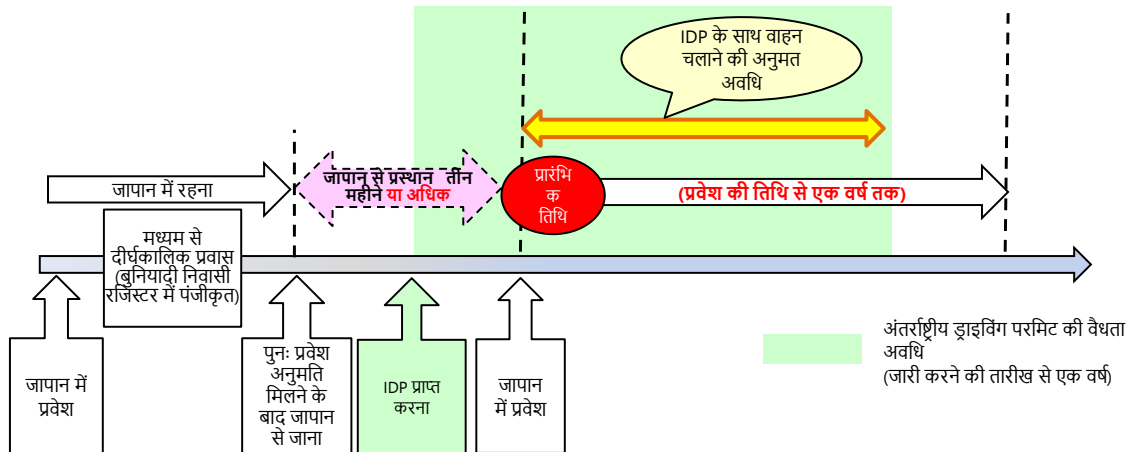 IDP के साथ वाहन
चलाने की अनुमत
अवधि
जापान में रहना
जापान से प्रस्थान तीन
महीने या अधिक
प्रारंभि
क
तिथि
(प्रवेश की तिथि से एक वर्ष तक)
मध्यम से
दीर्घकालिक प्रवास
(बुनियादी निवासी
रजिस्टर में पंजीकृत)
जापान में
प्रवेश
पुनः प्रवेश
अनुमति
मिलने के
बाद जापान
से जाना
IDP प्राप्त
करना
जापान
में प्रवेश
अंतर्राष्ट्रीय ड्राइविंग परमिट की वैधता
अवधि
(जारी करने की तारीख से एक वर्ष)